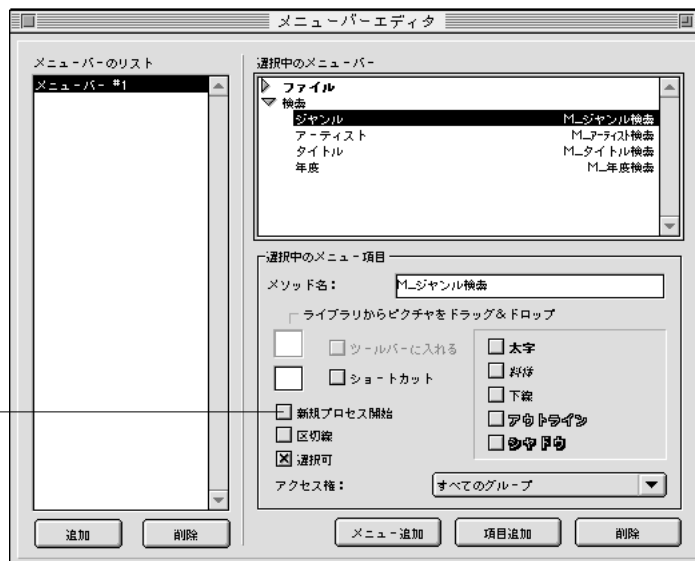 メニューバーエディタ
メニューバーのリスト
メニューバー #1
追加
削除
選択中のメニューバー
ファイル
検索
ジャンル M_ジャンル検索
アーティスト M_アーティスト検索
タイトル M_タイトル検索
年度 M_年度検索
選択中のメニュー項目
メソッド名： M_ジャンル検索
ライブラリからピクチャをドラッグ&ドロップ
ツールバーに入れる
ショートカット
新規プロセス開始
区切線
選択可
太字
斜体
下線
アウトライン
シャドウ
アクセス権： すべてのグループ
メニュー追加
項目追加
削除